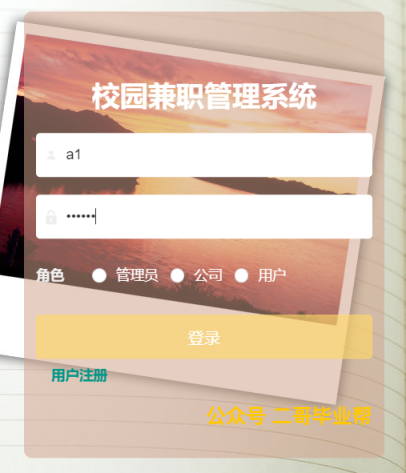 校园兼职管理系统
a1
••••••
角色 管理员 公司 用户
登录
用户注册
公众号 二哥毕业帮